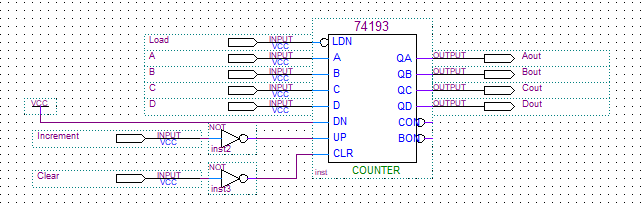 74193
Load INPUT VCC LDN
A INPUT VCC A QA OUTPUT Aout
B INPUT VCC B QB OUTPUT Bout
C INPUT VCC C QC OUTPUT Cout
D INPUT VCC D QD OUTPUT Dout
VCC DN CON
Increment INPUT VCC NOT inst2 UP BON
Clear INPUT VCC NOT inst3 CLR
inst COUNTER